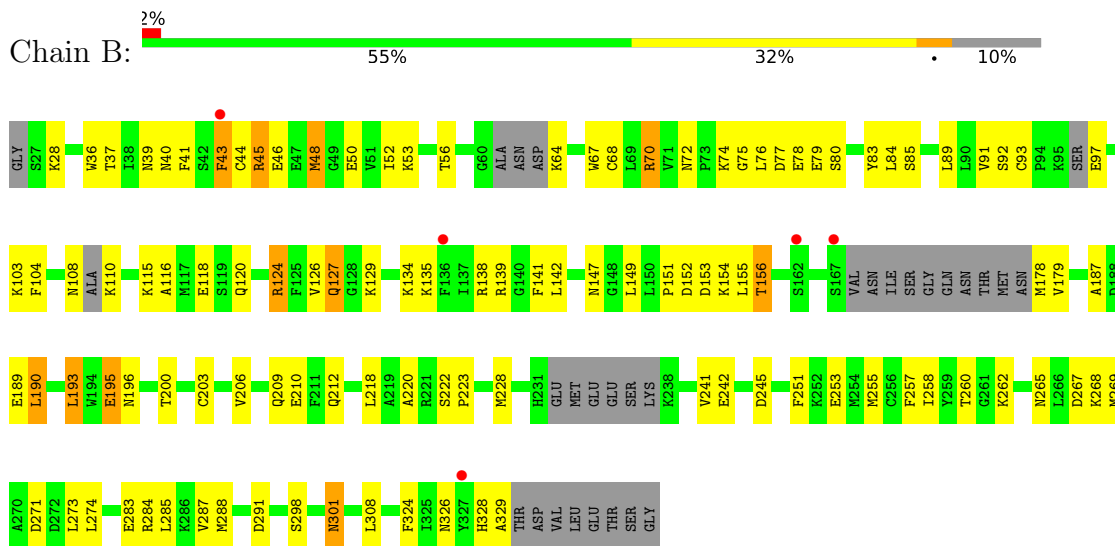 2%
Chain B:
55% 32% • 10%
GLY S27 K28 W36 T37 I38 N39 N40 F41 S42 F43 C44 R45 E46 E47 M48 G49 E50 V51 I52 K53 T56 G60 ALA ASN ASP K64 W67 C68 L69 R70 V71 N72 P73 K74 G75 L76 D77 E78 E79 S80 Y83 L84 S85 L89 L90 V91 S92 C93 P94 K95 SER E97
K103 F104 N108 ALA K110 K115 A116 M117 E118 S119 Q120 R124 F125 V126 Q127 G128 K129 K134 K135 F136 I137 R138 R139 G140 F141 L142 N147 G148 L149 L150 P151 D152 D153 K154 L155 T156 S162 S167 VAL ASN ILE SER GLY GLN ASN THR MET ASN M178 V179 A187 D188
E189 L190 L193 W194 E195 N196 T200 C203 V206 Q209 E210 F211 Q212 L218 A219 A220 R221 S222 P223 M228 H231 GLU MET GLU GLU SER LYS K238 V241 E242 D245 F251 K252 E253 M254 M255 C256 F257 I258 Y259 T260 G261 K262 N265 L266 D267 K268 M269
A270 D271 D272 L273 L274 E283 R284 L285 K286 V287 M288 D291 S298 N301 L308 F324 I325 N326 Y327 H328 A329 THR ASP VAL LEU GLU THR SER GLY